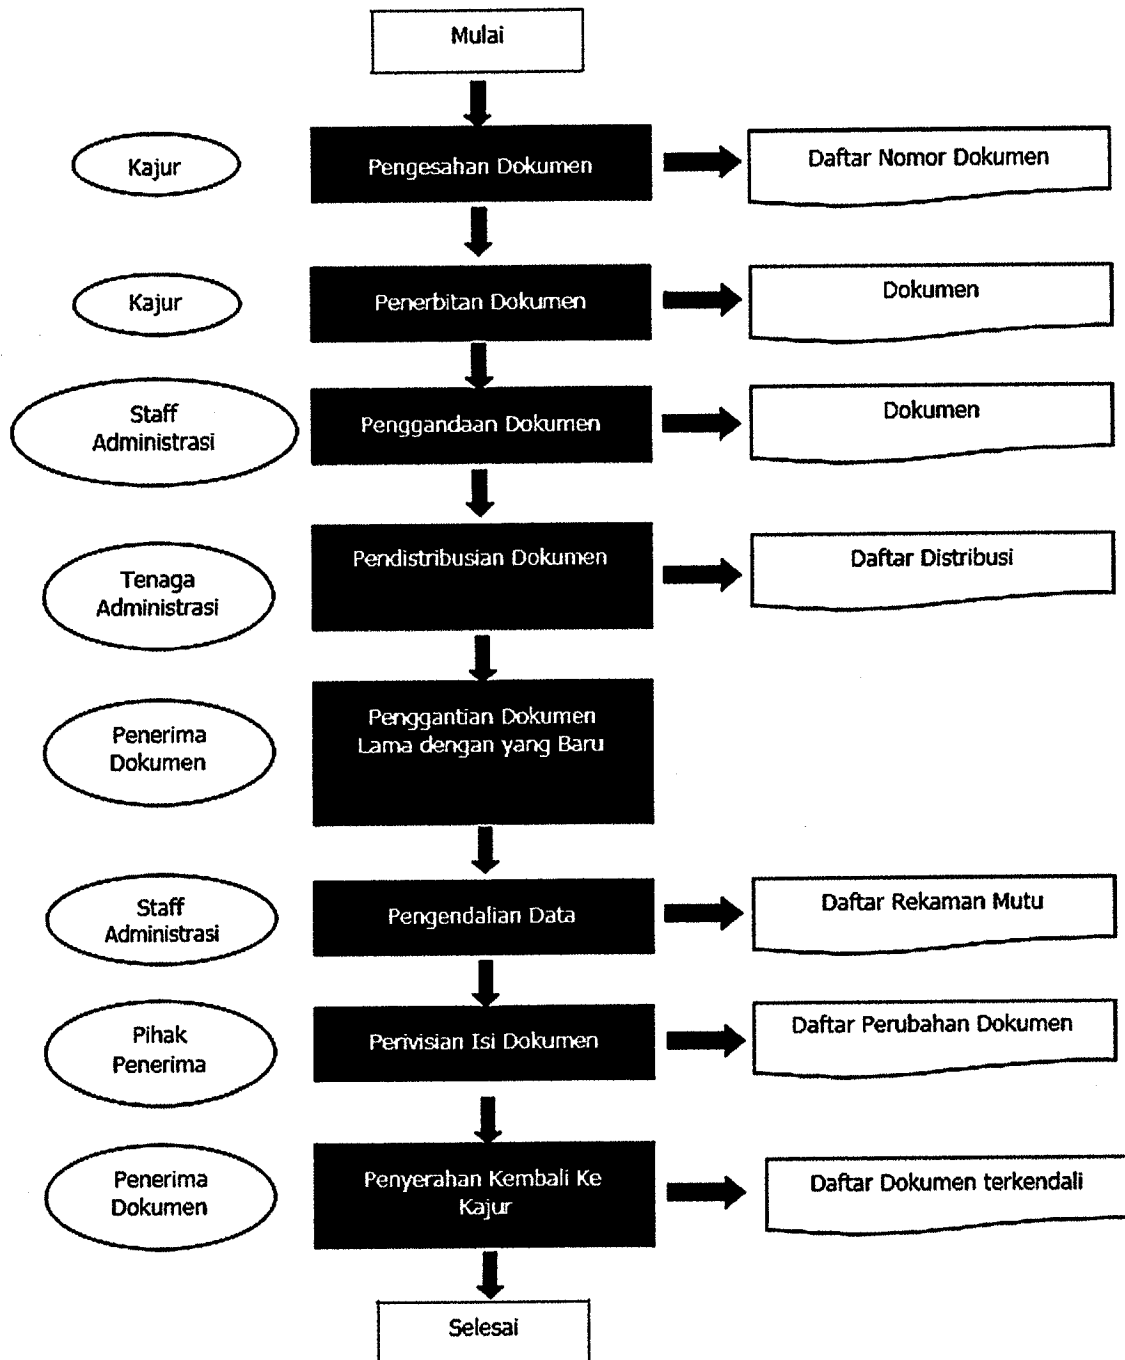 Mulai
Kajur
Pengesahan Dokumen
Daftar Nomor Dokumen
Kajur
Penerbitan Dokumen
Dokumen
Staff
Administrasi
Penggandaan Dokumen
Dokumen
Tenaga
Administrasi
Pendistribusian Dokumen
Daftar Distribusi
Penerima
Dokumen
Penggantian Dokumen
Lama dengan yang Baru
Staff
Administrasi
Pengendalian Data
Daftar Rekaman Mutu
Pihak
Penerima
Perivisian Isi Dokumen
Daftar Perubahan Dokumen
Penerima
Dokumen
Penyerahan Kembali Ke
Kajur
Daftar Dokumen terkendali
Selesai